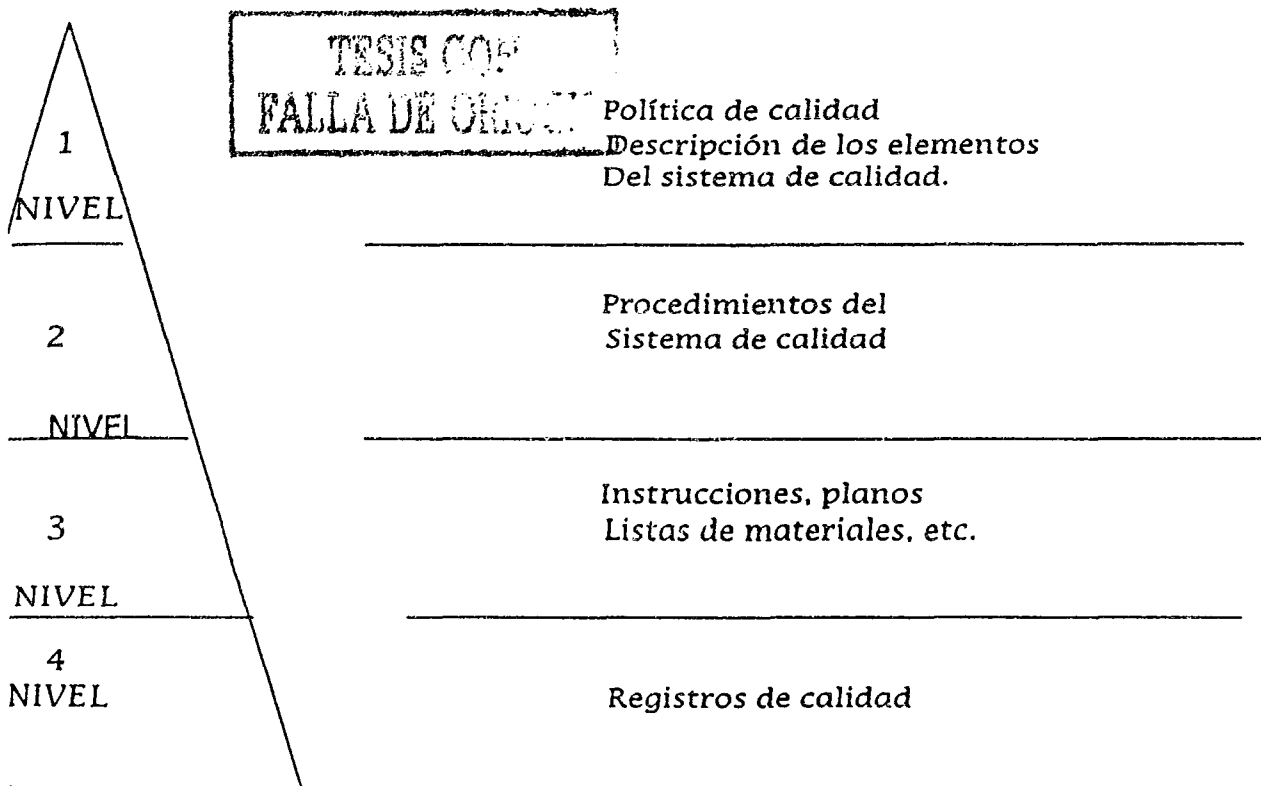 TESIS CON
FALLA DE
1
NIVEL
Política de calidad
Descripción de los elementos
Del sistema de calidad.
2
NIVEL
Procedimientos del
Sistema de calidad
3
NIVEL
Instrucciones, planos
Listas de materiales, etc.
4
NIVEL
Registros de calidad